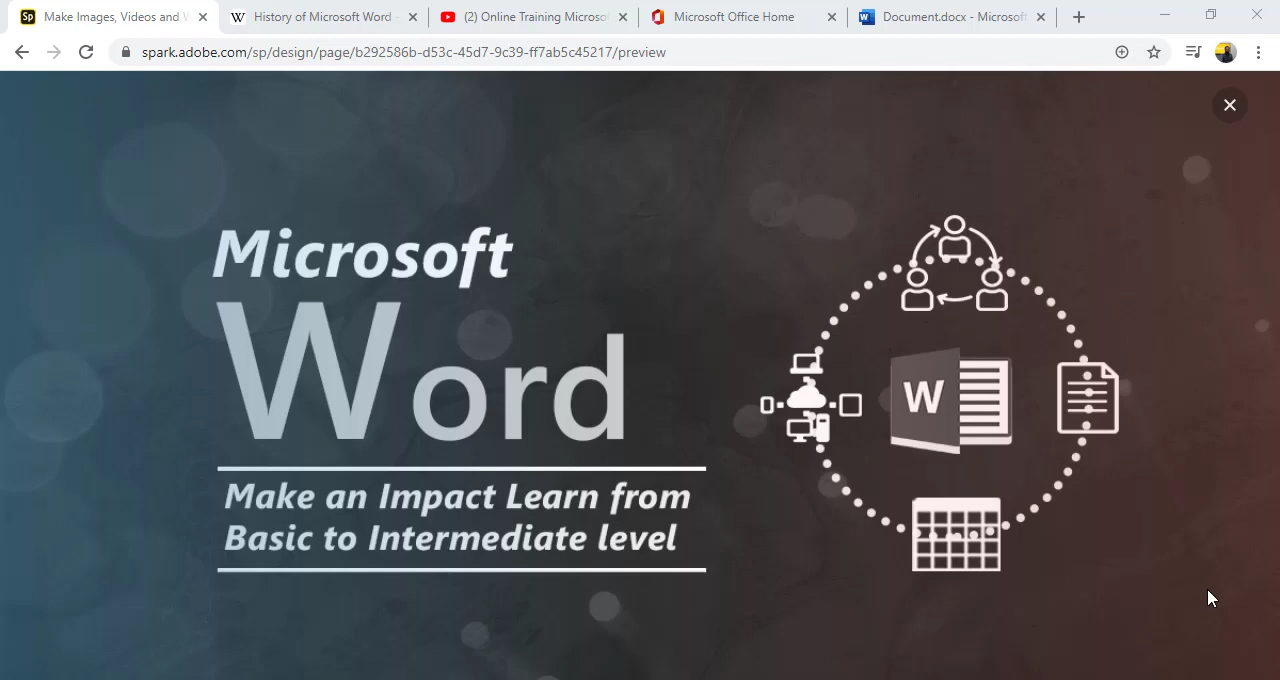 Sp Make Images, Videos and W
W History of Microsoft Word -
(2) Online Training Microso
Microsoft Office Home
W Document.docx - Microsoft
spark.adobe.com/sp/design/page/b292586b-d53c-45d7-9c39-ff7ab5c45217/preview
Microsoft
Word
W
Make an Impact Learn from
Basic to Intermediate level